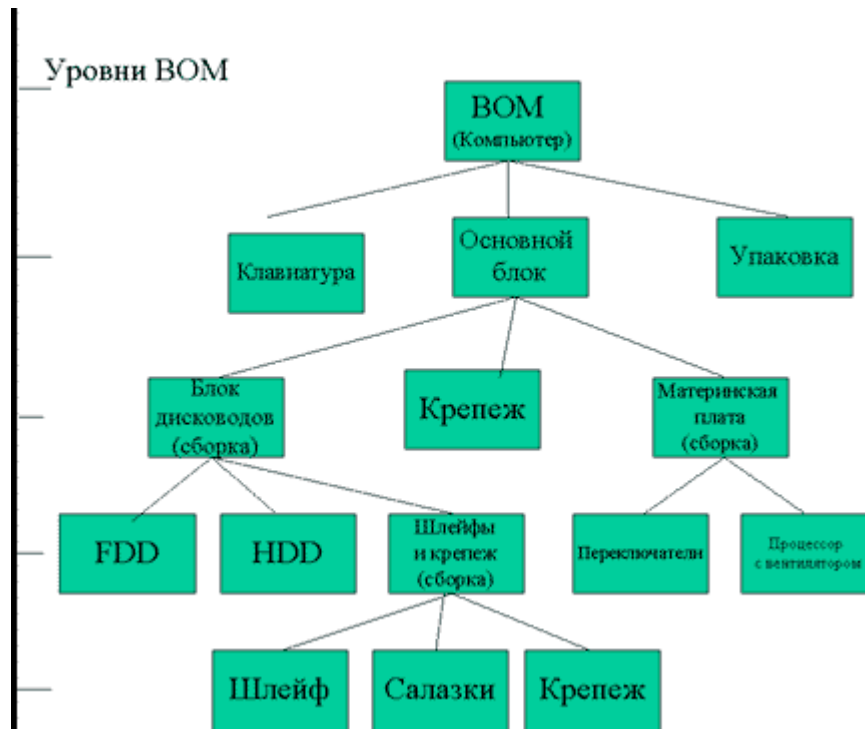 Уровни BOM
BOM
(Компьютер)
Клавиатура
Основной
блок
Упаковка
Блок
дисководов
(сборка)
Крепеж
Материнская
плата
(сборка)
FDD
HDD
Шлейфы
и крепеж
(сборка)
Переключатели
Процессор
с вентилятором
Шлейф
Салазки
Крепеж